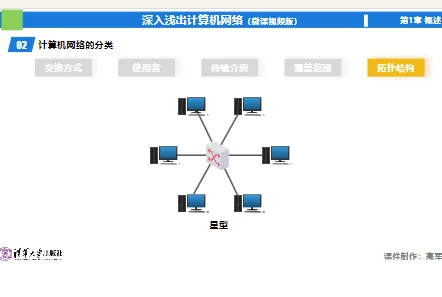 深入浅出计算机网络（微课视频版）
第1章 概述
02 计算机网络的分类
交换方式
使用者
传输介质
覆盖范围
拓扑结构
星型
清华大学出版社
课件制作：高军